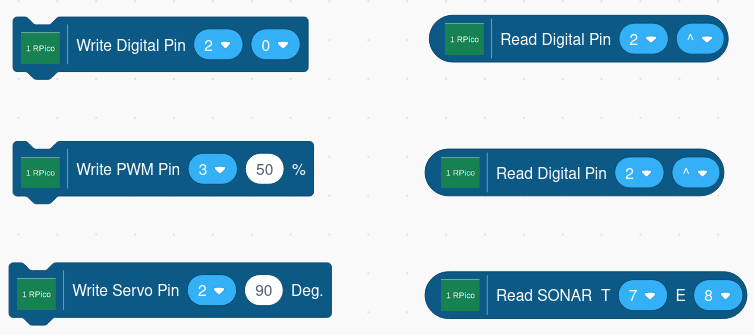 1 RPico Write Digital Pin 2 0
1 RPico Read Digital Pin 2 ^
1 RPico Write PWM Pin 3 50 %
1 RPico Read Digital Pin 2 ^
1 RPico Write Servo Pin 2 90 Deg.
1 RPico Read SONAR T 7 E 8